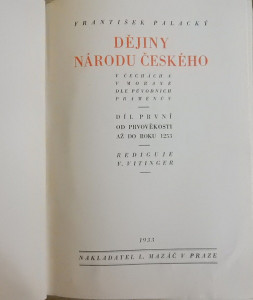 FRANTIŠEK PALACKÝ
DĚJINY
NÁRODU ČESKÉHO
V ČECHÁCH A
V MORAVĚ
DLE PŮVODNÍCH
PRAMENŮ
DÍL PRVNÍ
OD PRVOVĚKOSTI
AŽ DO ROKU 1253
REDIGUJE
F. VITINGER
1933
NAKLADATEL L. MAZÁČ V PRAZE